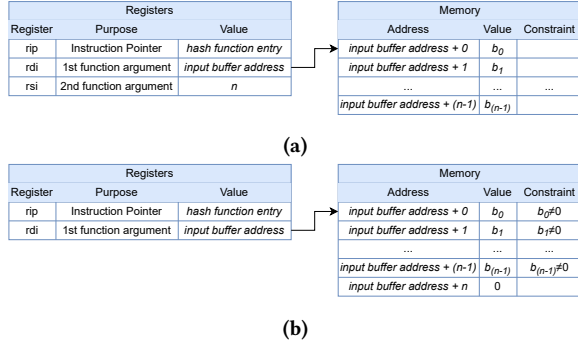 Registers
Register Purpose Value
rip Instruction Pointer hash function entry
rdi 1st function argument input buffer address
rsi 2nd function argument n
Memory
Address Value Constraint
input buffer address + 0 b0
input buffer address + 1 b1
... ... ...
input buffer address + (n-1) b(n-1)
(a)
Registers
Register Purpose Value
rip Instruction Pointer hash function entry
rdi 1st function argument input buffer address
Memory
Address Value Constraint
input buffer address + 0 b0 b0≠0
input buffer address + 1 b1 b1≠0
... ... ...
input buffer address + (n-1) b(n-1) b(n-1)≠0
input buffer address + n 0
(b)